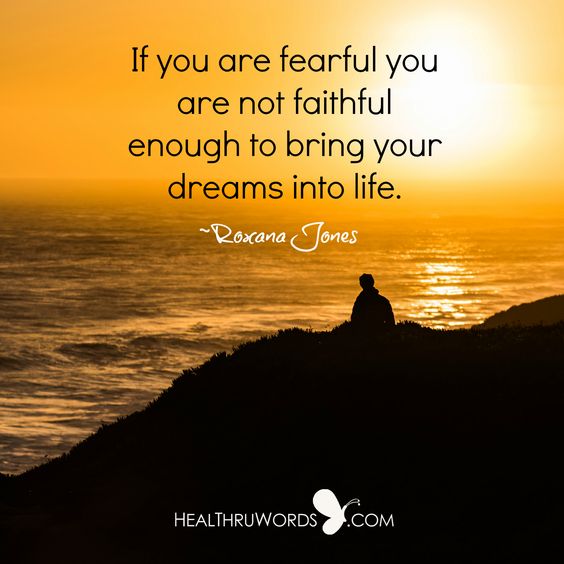 If you are fearful you
are not faithful
enough to bring your
dreams into life.
~Roxana Jones
HEALTHRUWORDS.COM